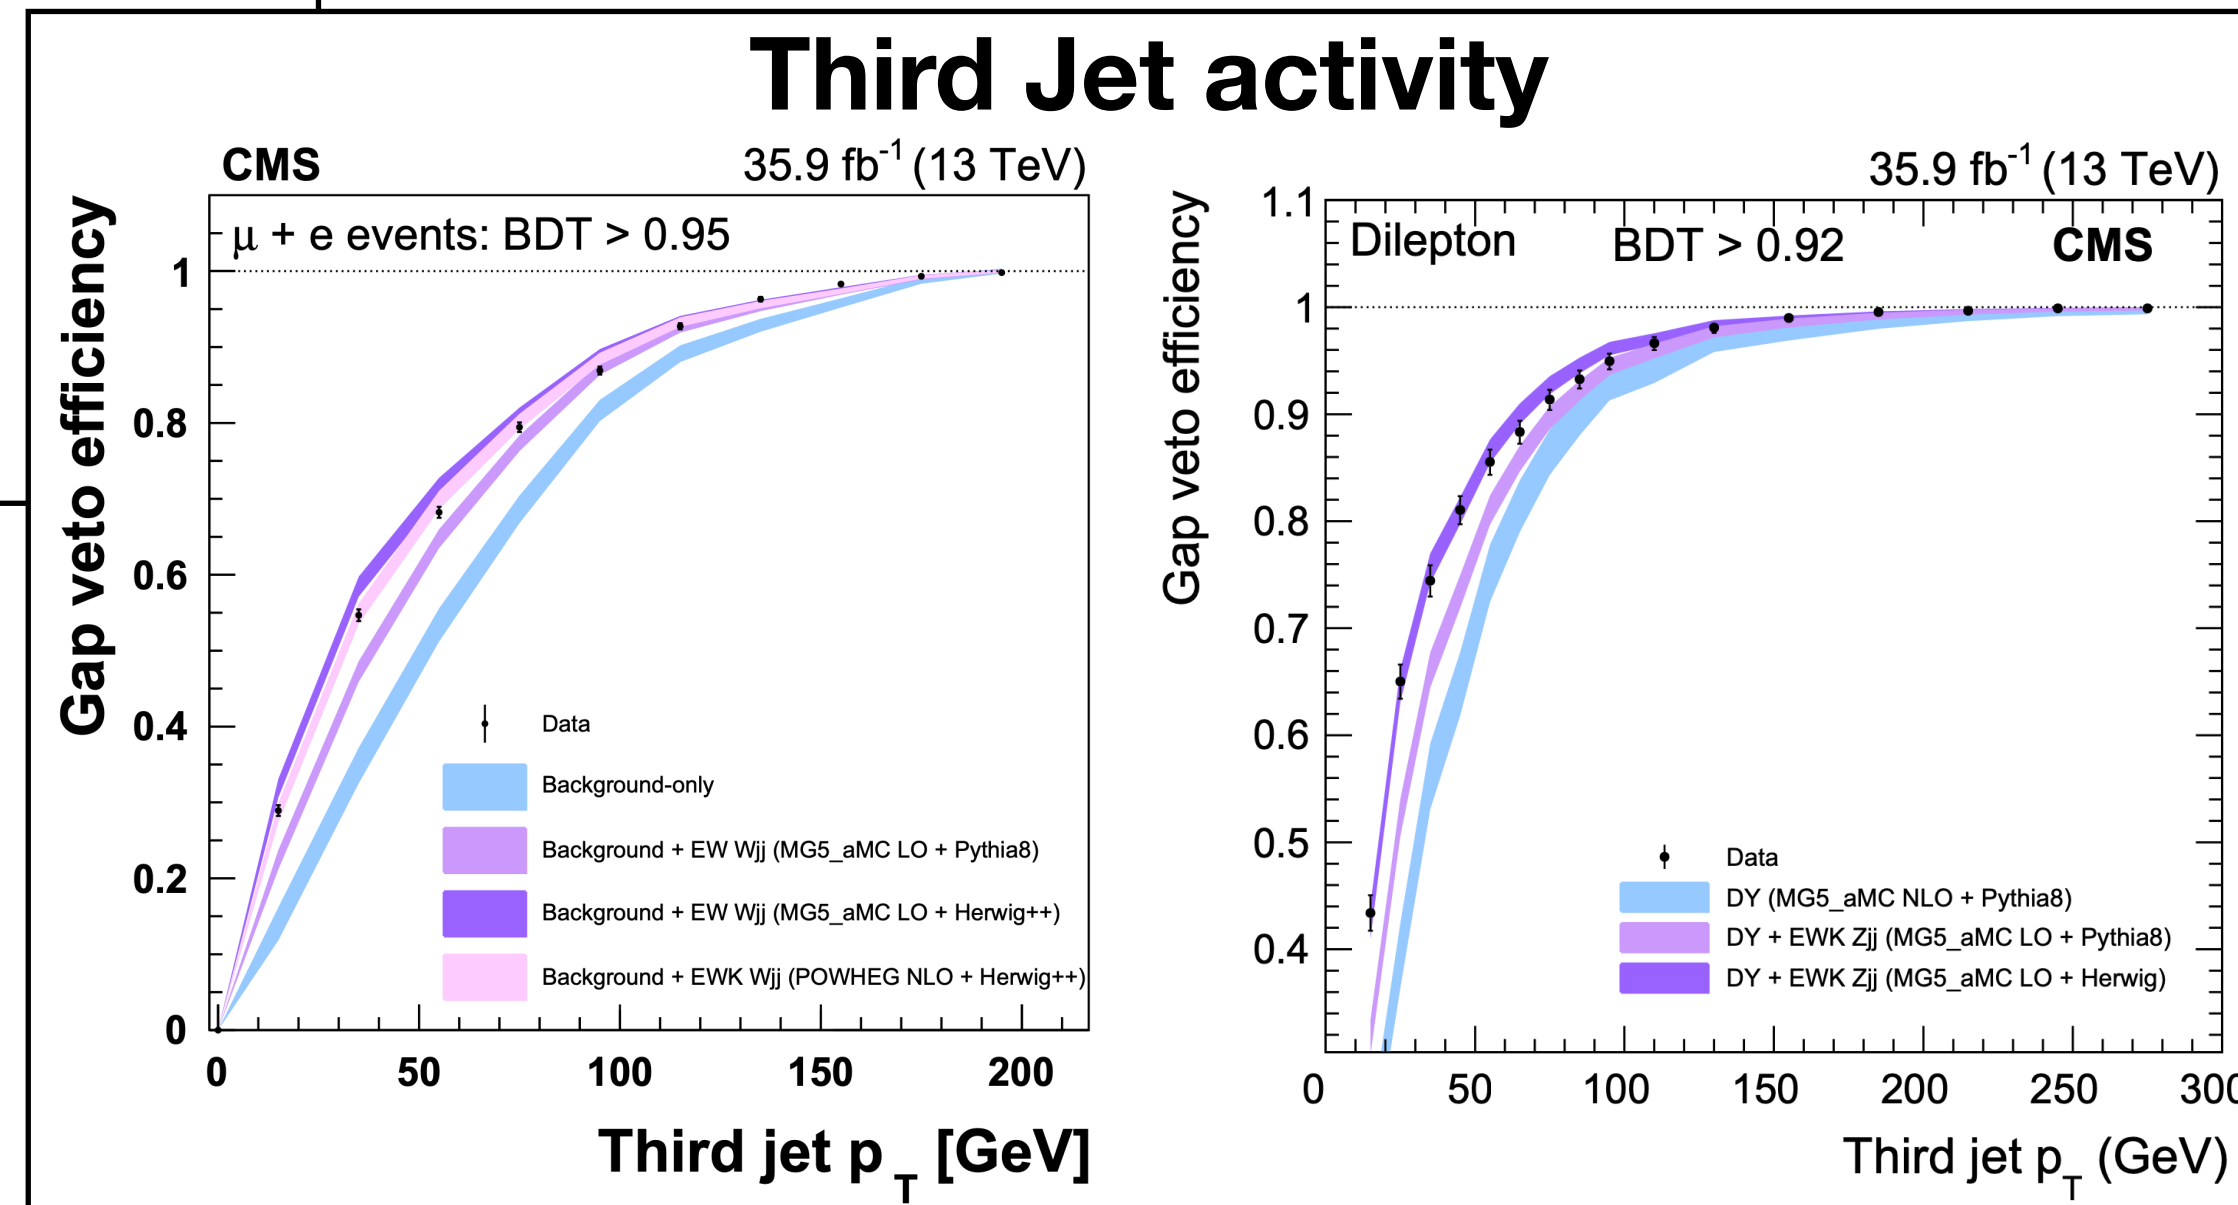 Third Jet activity
CMS
35.9 fb⁻¹ (13 TeV)
μ + e events: BDT > 0.95
Gap veto efficiency
1
0.8
0.6
0.4
0.2
0
Data
Background-only
Background + EW Wjj (MG5_aMC LO + Pythia8)
Background + EW Wjj (MG5_aMC LO + Herwig++)
Background + EWK Wjj (POWHEG NLO + Herwig++)
0 50 100 150 200
Third jet p_T [GeV]
35.9 fb⁻¹ (13 TeV)
Dilepton BDT > 0.92 CMS
Gap veto efficiency
1.1
1
0.9
0.8
0.7
0.6
0.5
0.4
Data
DY (MG5_aMC NLO + Pythia8)
DY + EWK Zjj (MG5_aMC LO + Pythia8)
DY + EWK Zjj (MG5_aMC LO + Herwig)
0 50 100 150 200 250 300
Third jet p_T (GeV)